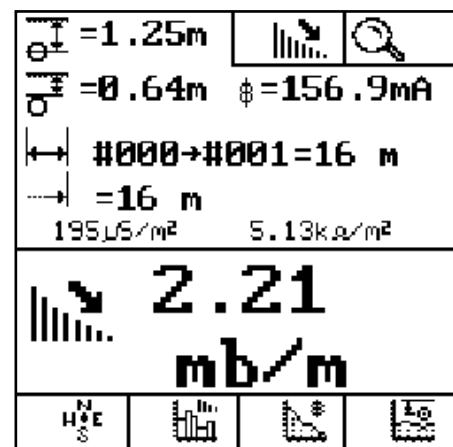 =1.25m
=0.64m =156.9mA
#000→#001=16 m
=16 m
195µS/m² 5.13kΩ/m²
2.21
mb/m
N
W E
S